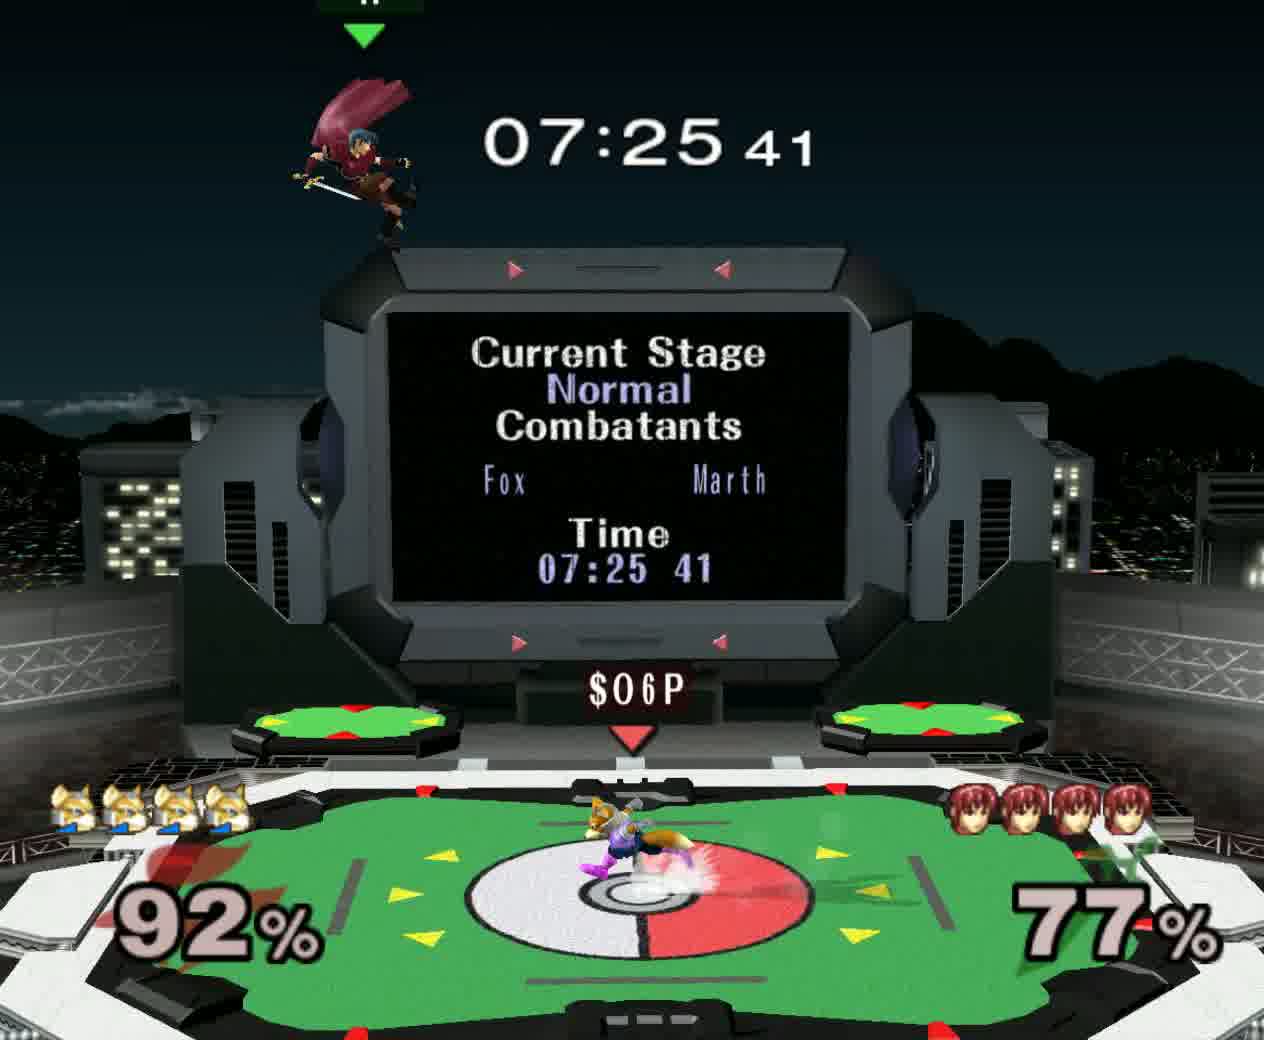 07:25 41
Current Stage
Normal
Combatants
Fox Marth
Time
07:25 41
$06P
92% 77%